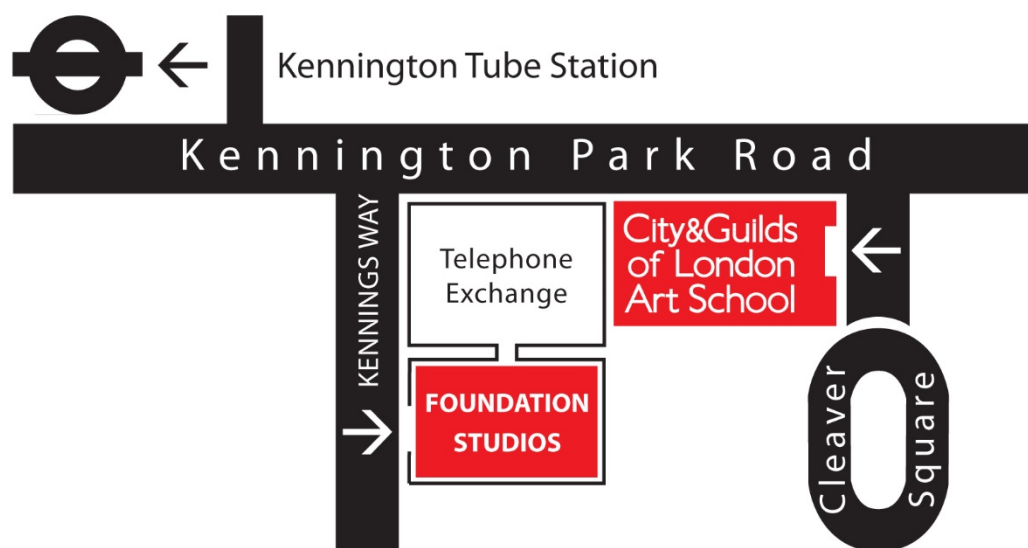 Kennington Tube Station
Kennington Park Road
KENNINGS WAY
Telephone
Exchange
City&Guilds
of London
Art School
FOUNDATION
STUDIOS
Cleaver
Square